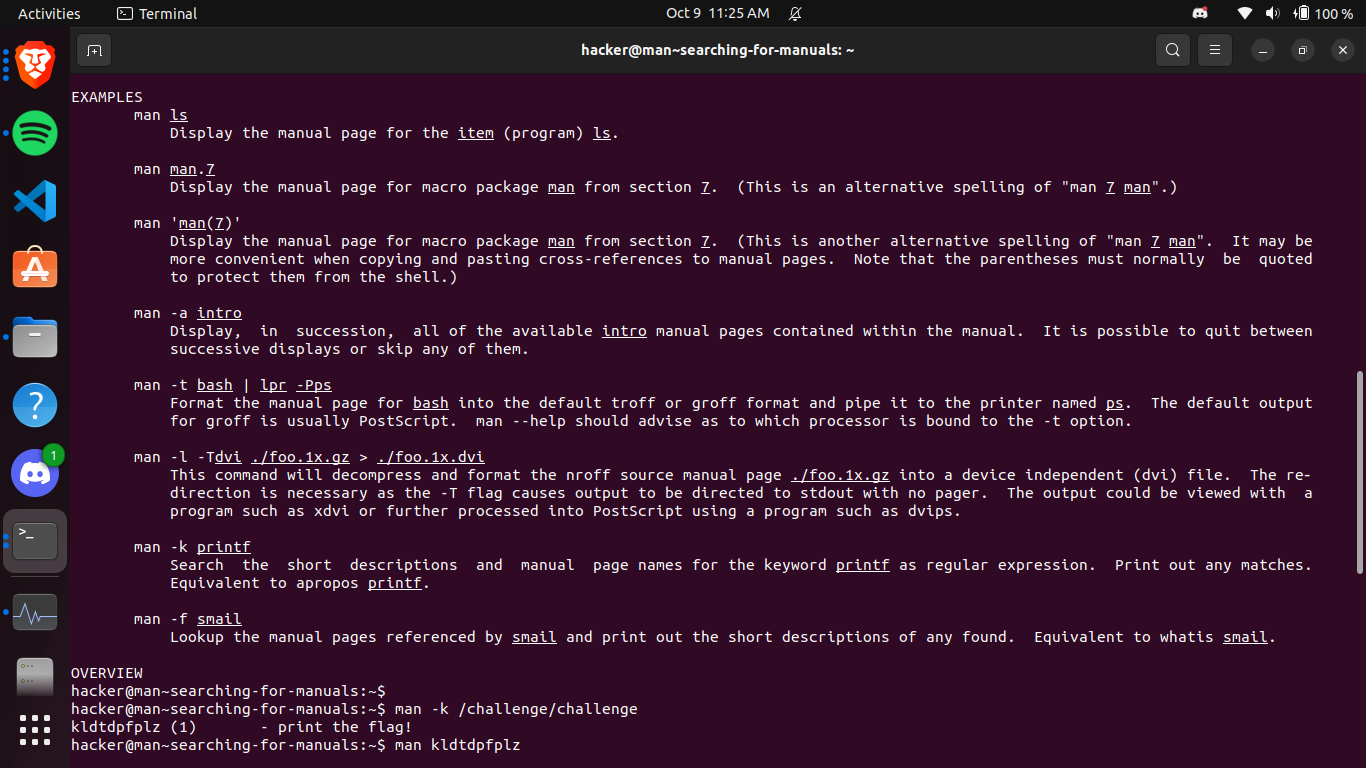 Activities Terminal Oct 9 11:25 AM 100 %
hacker@man~searching-for-manuals: ~
EXAMPLES
man ls
Display the manual page for the item (program) ls.
man man.7
Display the manual page for macro package man from section 7. (This is an alternative spelling of "man 7 man".)
man 'man(7)'
Display the manual page for macro package man from section 7. (This is another alternative spelling of "man 7 man". It may be
more convenient when copying and pasting cross-references to manual pages. Note that the parentheses must normally be quoted
to protect them from the shell.)
man -a intro
Display, in succession, all of the available intro manual pages contained within the manual. It is possible to quit between
successive displays or skip any of them.
man -t bash | lpr -Pps
Format the manual page for bash into the default troff or groff format and pipe it to the printer named ps. The default output
for groff is usually PostScript. man --help should advise as to which processor is bound to the -t option.
man -l -Tdvi ./foo.1x.gz > ./foo.1x.dvi
This command will decompress and format the nroff source manual page ./foo.1x.gz into a device independent (dvi) file. The re-
direction is necessary as the -T flag causes output to be directed to stdout with no pager. The output could be viewed with a
program such as xdvi or further processed into PostScript using a program such as dvips.
man -k printf
Search the short descriptions and manual page names for the keyword printf as regular expression. Print out any matches.
Equivalent to apropos printf.
man -f smail
Lookup the manual pages referenced by smail and print out the short descriptions of any found. Equivalent to whatis smail.
OVERVIEW
hacker@man~searching-for-manuals:~$
hacker@man~searching-for-manuals:~$ man -k /challenge/challenge
kldtdpfplz (1) - print the flag!
hacker@man~searching-for-manuals:~$ man kldtdpfplz
1